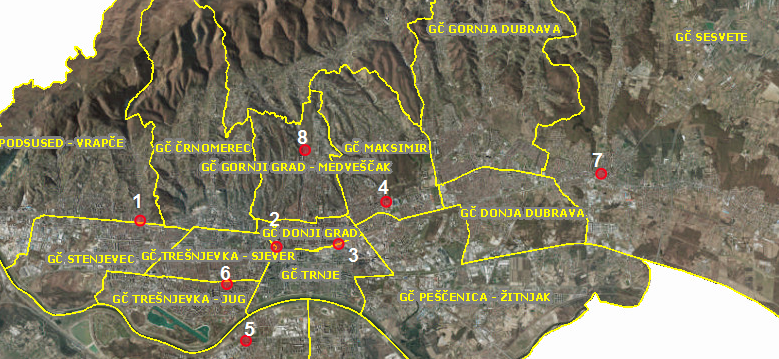 GČ GORNJA DUBRAVA
GČ SESVETE
PODSUSED - VRAPČE
GČ ČRNOMEREC
8
GČ MAKSIMIR
GČ GORNJI GRAD - MEDVEŠČAK
7
1
4
GČ DONJA DUBRAVA
2
GČ DONJI GRAD
3
GČ STENJEVEC
GČ TREŠNJEVKA - SJEVER
6
GČ TRNJE
GČ TREŠNJEVKA - JUG
GČ PEŠČENICA - ŽITNJAK
5